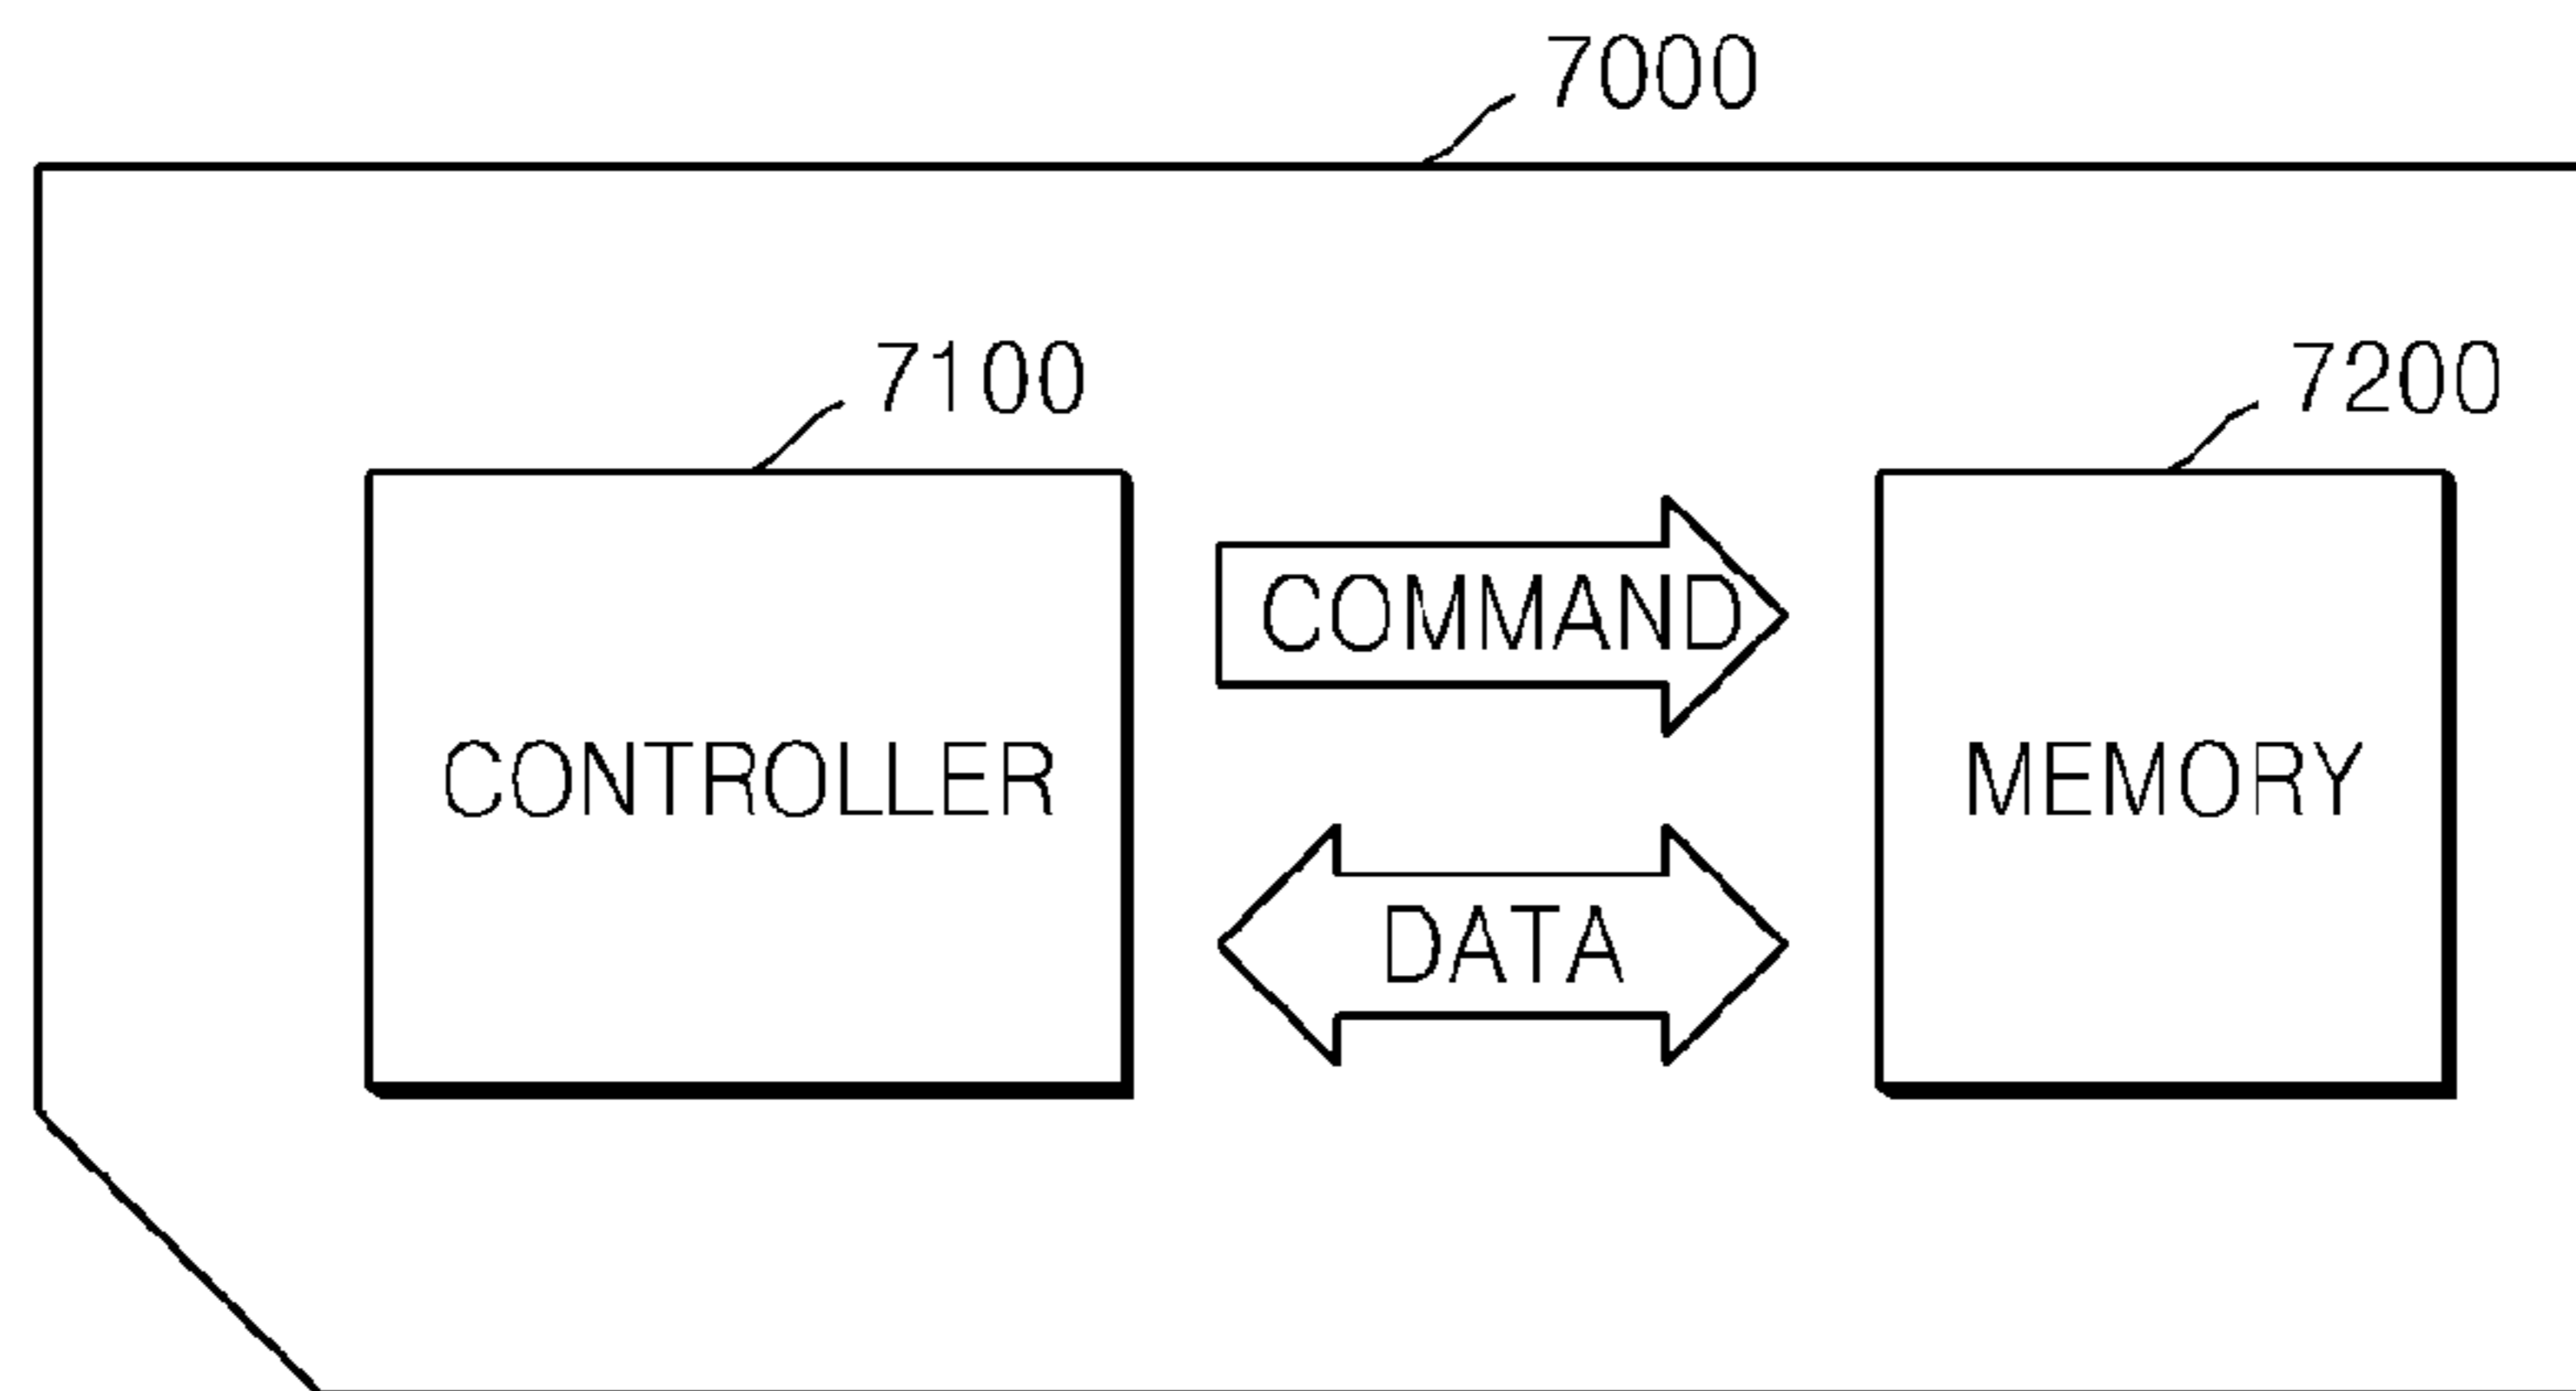 7000
7100
7200
COMMAND
CONTROLLER
MEMORY
DATA